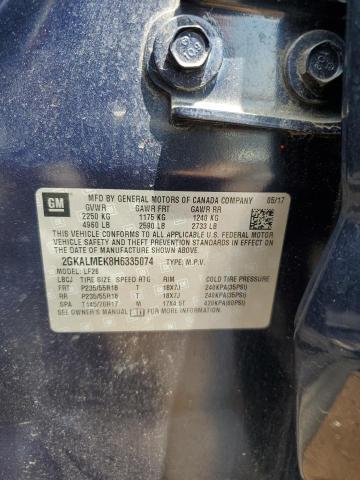 GM
MFD BY GENERAL MOTORS OF CANADA COMPANY 05/17
GVWR GAWR FRT GAWR RR
2250 KG 1175 KG 1240 KG
4960 LB 2590 LB 2733 LB
THIS VEHICLE CONFORMS TO ALL APPLICABLE U.S. FEDERAL MOTOR
VEHICLE SAFETY AND THEFT PREVENTION STANDARDS IN EFFECT
ON THE DATE OF MANUFACTURE SHOWN ABOVE.
2GKALMEK8H6335074 TYPE: M.P.V.
MODEL: LF26
LBCJ TIRE SIZE SPEED RTG RIM COLD TIRE PRESSURE
FRT P235/55R18 T 18X7J 240KPA(35PSI)
RR P235/55R18 T 18X7J 240KPA(35PSI)
SPA T145/70R17 M 17X4.5T 420KPA(60PSI)
SEE OWNER'S MANUAL FOR MORE INFORMATION.